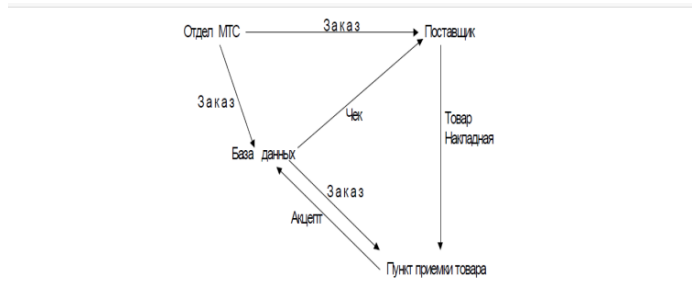 Отдел МТС
Заказ
Поставщик
Заказ
Чек
Товар
Накладная
База данных
Заказ
Акцепт
Пункт приемки товара